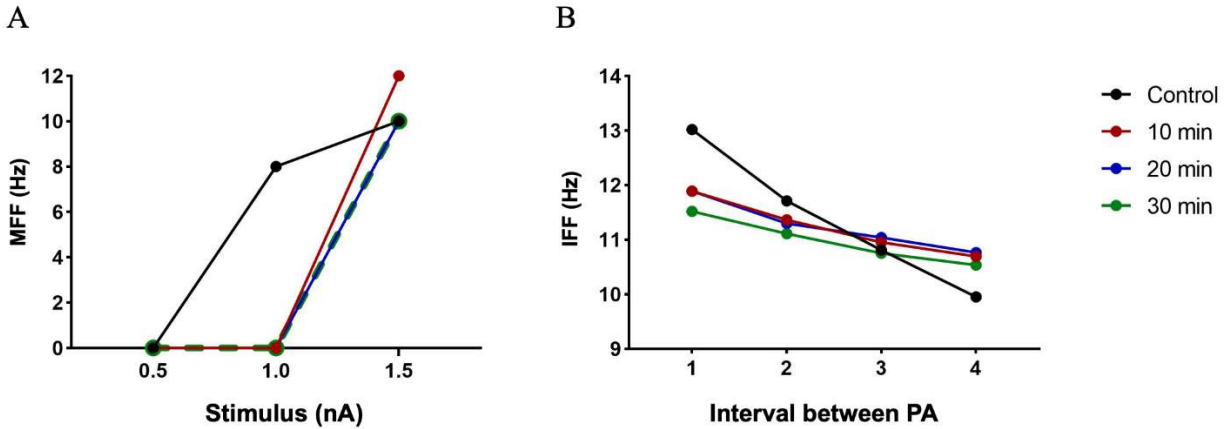 A
MFF (Hz)
12
10
8
6
4
2
0
0.5 1.0 1.5
Stimulus (nA)
B
IFF (Hz)
14
13
12
11
10
9
1 2 3 4
Interval between PA
Control
10 min
20 min
30 min